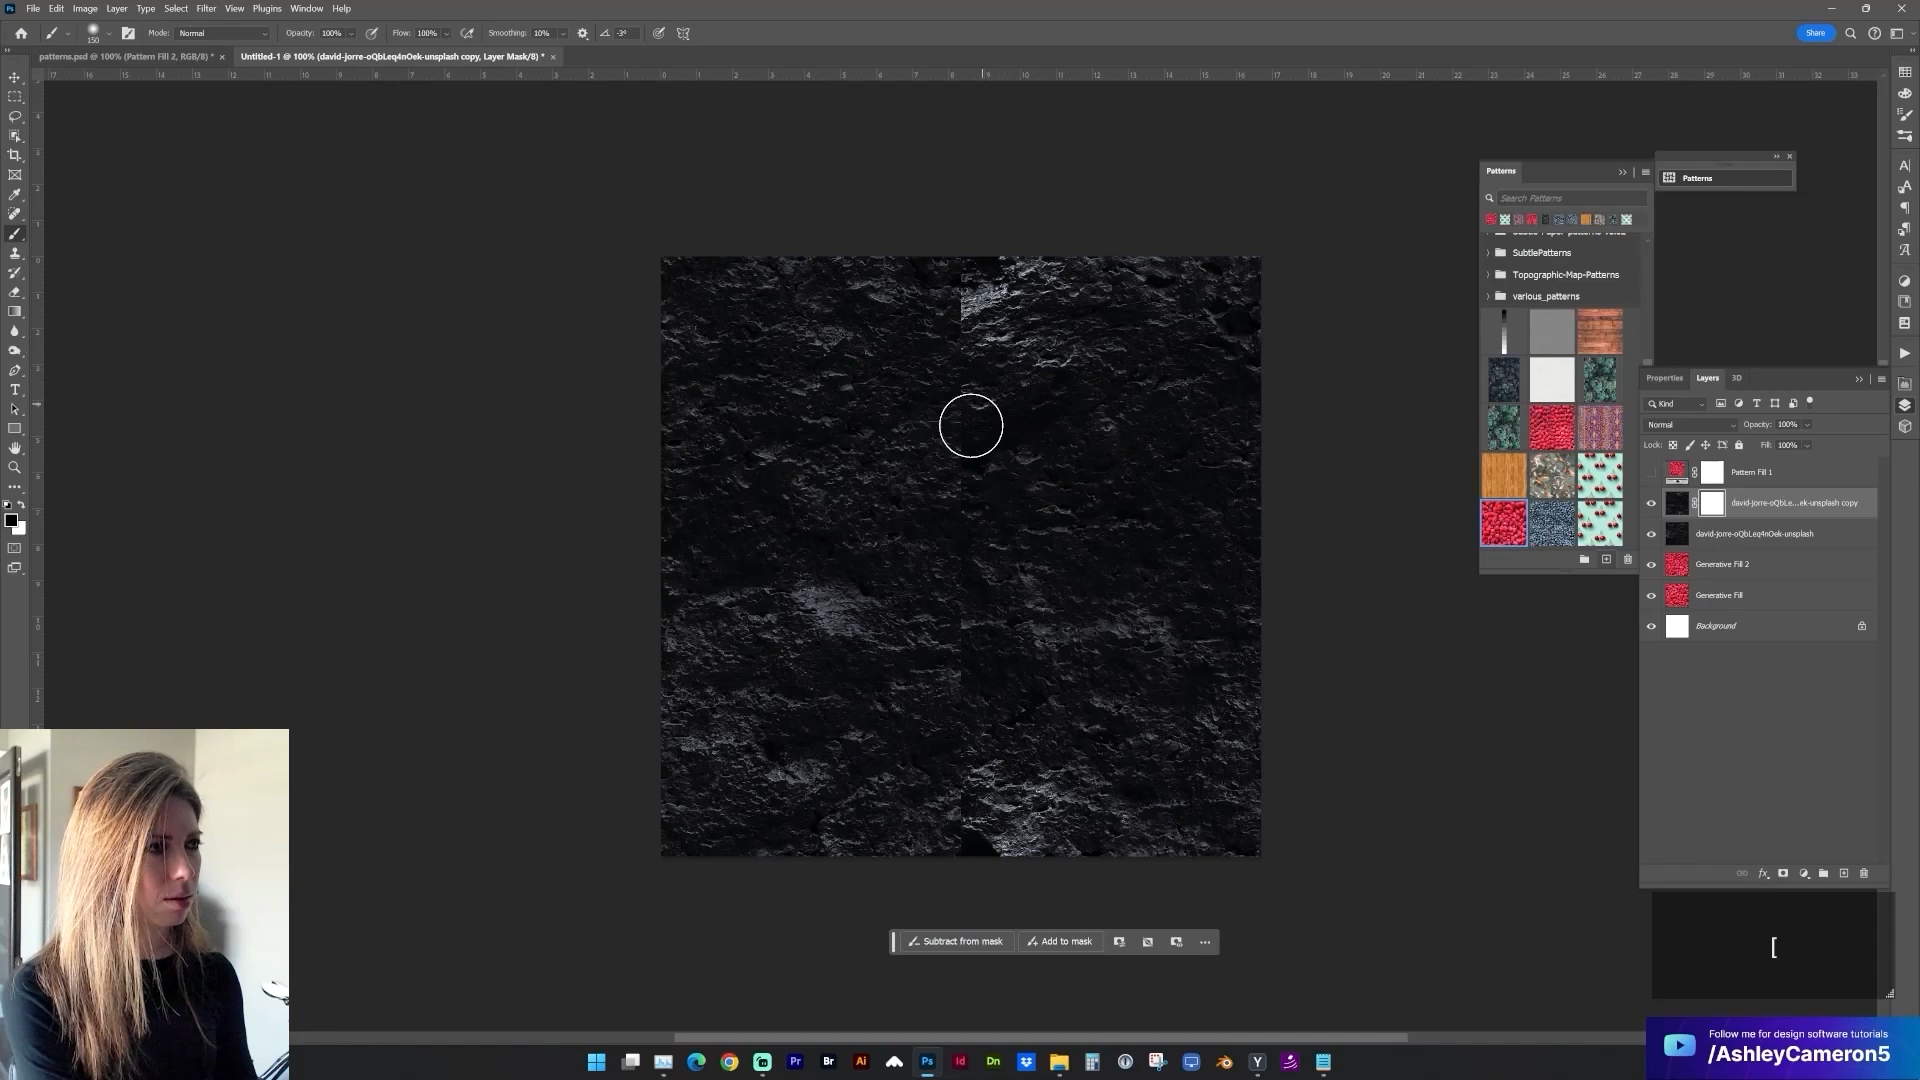 File Edit Image Layer Type Select Filter View Plugins Window Help
150 Mode: Normal Opacity: 100% Flow: 100% Smoothing: 10% -3° Share
patterns.psd @ 100% (Pattern Fill 2, RGB/8) * × Untitled-1 @ 100% (david-jorre-oQbLeq4nOek-unsplash copy, Layer Mask/8) * ×
Patterns
Patterns
Search Patterns
SubtlePatterns
Topographic-Map-Patterns
various_patterns
Properties Layers 3D
Kind
Normal Opacity: 100%
Lock: Fill: 100%
Pattern Fill 1
david-jorre-oQbLe...ek-unsplash copy
david-jorre-oQbLeq4nOek-unsplash
Generative Fill 2
Generative Fill
Background
Subtract from mask Add to mask
[
Follow me for design software tutorials
/AshleyCameron5